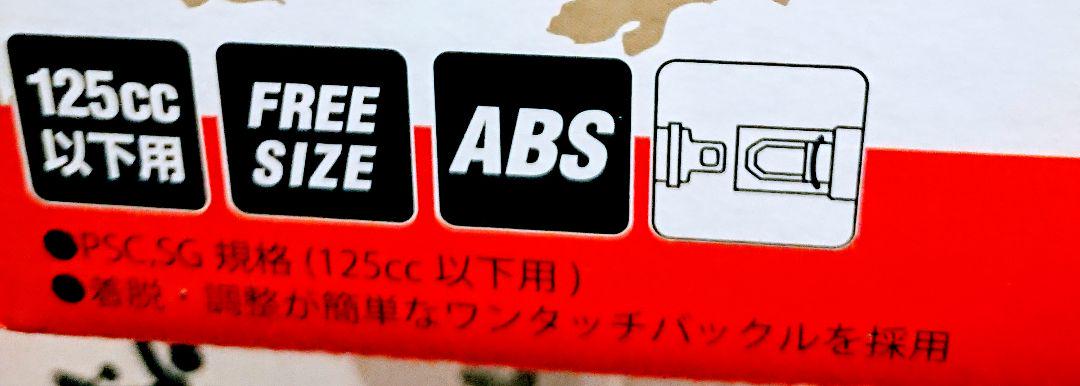 125cc
以下用
FREE
SIZE
ABS
●PSC,SG 規格 (125cc 以下用)
●着脱・調整が簡単なワンタッチバックルを採用